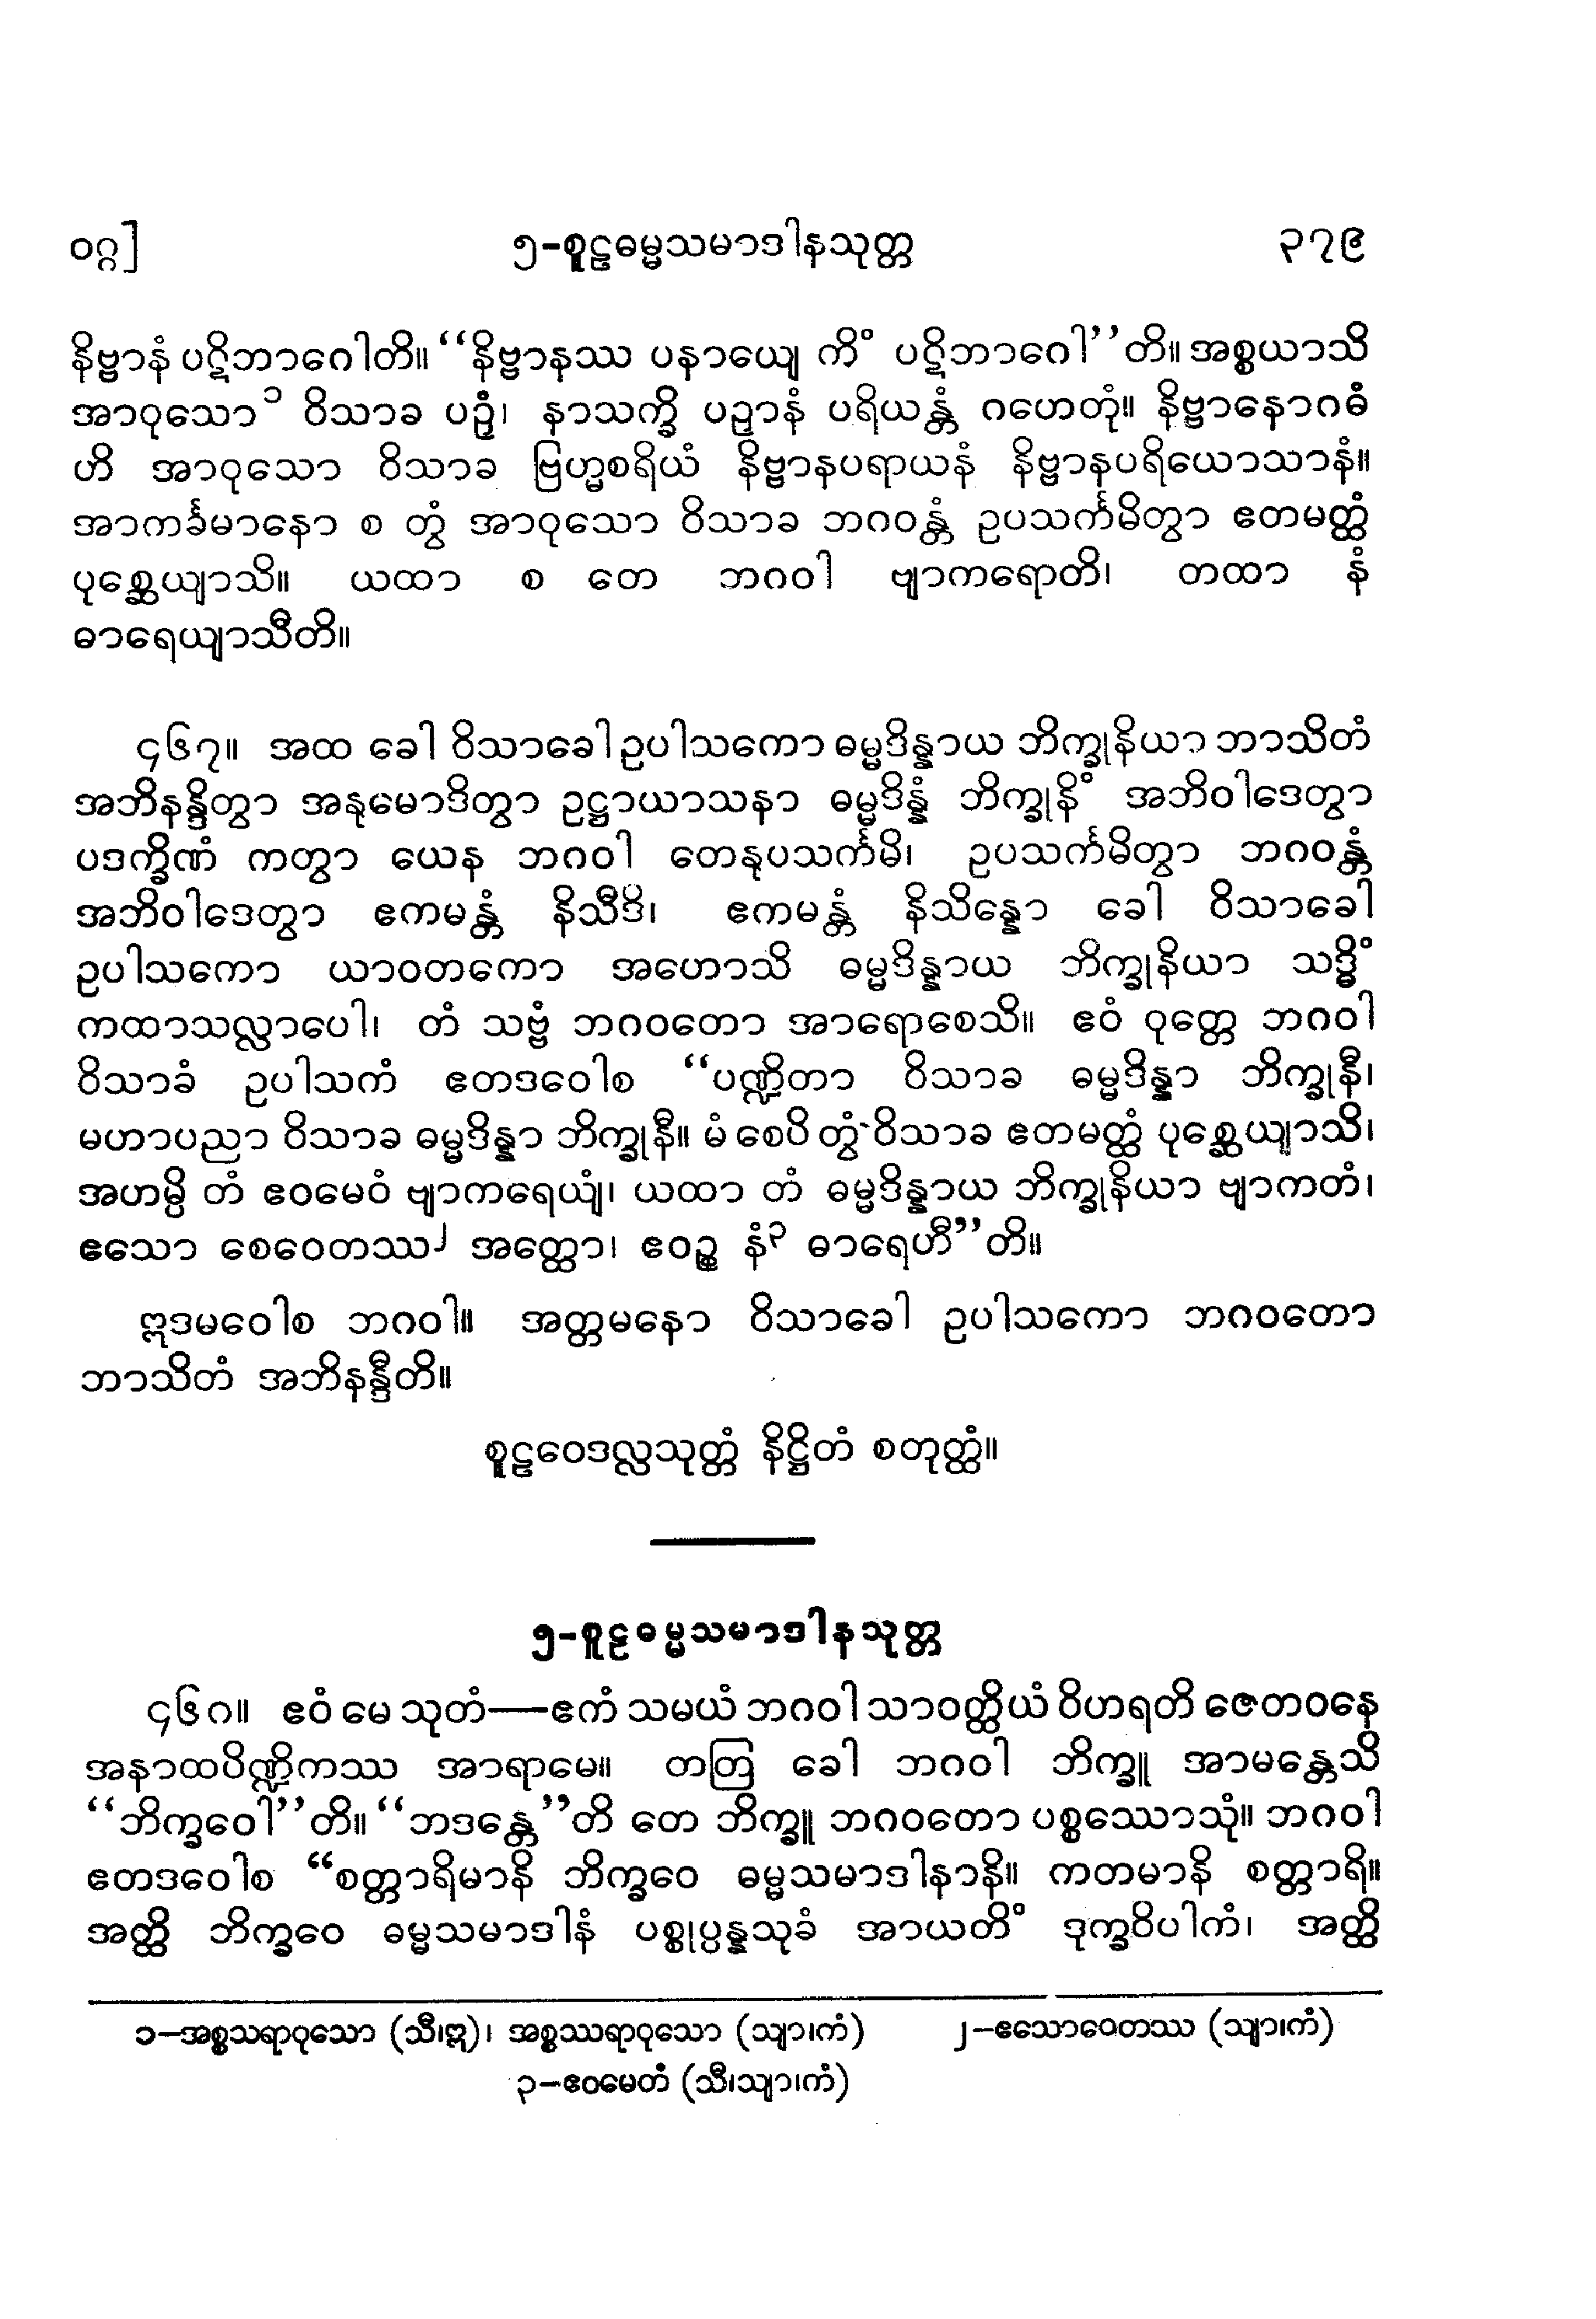 ဝဂ္ဂ] ၅-စူဠဓမ္မသမာဒါနသုတ္တ ၃၇၉
နိဗ္ဗာနံ ပဋိဘာဂေါတိ။ ‘‘နိဗ္ဗာနဿ ပနာယျေ ကိံ ပဋိဘာဂေါ’’တိ။ အစ္စယာသိ
အာဝုသော ၁ ဝိသာခ ပဉှံ၊ နာသက္ခိ ပဉှာနံ ပရိယန္တံ ဂဟေတုံ။ နိဗ္ဗာနောဂဓံ
ဟိ အာဝုသော ဝိသာခ ဗြဟ္မစရိယံ နိဗ္ဗာနပရာယနံ နိဗ္ဗာနပရိယောသာနံ။
အာကင်္ခမာနော စ တွံ အာဝုသော ဝိသာခ ဘဂဝန္တံ ဥပသင်္ကမိတွာ ဧတမတ္ထံ
ပုစ္ဆေယျာသိ။ ယထာ စ တေ ဘဂဝါ ဗျာကရောတိ၊ တထာ နံ
ဓာရေယျာသီတိ။
၄၆၇။ အထ ခေါ ဝိသာခေါ ဥပါသကော ဓမ္မဒိန္နာယ ဘိက္ခုနိယာ ဘာသိတံ
အဘိနန္ဒိတွာ အနုမောဒိတွာ ဥဋ္ဌာယာသနာ ဓမ္မဒိန္နံ ဘိက္ခုနိံ အဘိဝါဒေတွာ
ပဒက္ခိဏံ ကတွာ ယေန ဘဂဝါ တေနုပသင်္ကမိ၊ ဥပသင်္ကမိတွာ ဘဂဝန္တံ
အဘိဝါဒေတွာ ဧကမန္တံ နိသီဒိ၊ ဧကမန္တံ နိသိန္နော ခေါ ဝိသာခေါ
ဥပါသကော ယာဝတကော အဟောသိ ဓမ္မဒိန္နာယ ဘိက္ခုနိယာ သဒ္ဓိံ
ကထာသလ္လာပေါ၊ တံ သဗ္ဗံ ဘဂဝတော အာရောစေသိ။ ဧဝံ ဝုတ္တေ ဘဂဝါ
ဝိသာခံ ဥပါသကံ ဧတဒဝေါစ “ပဏ္ဍိတာ ဝိသာခ ဓမ္မဒိန္နာ ဘိက္ခုနီ၊
မဟာပညာ ဝိသာခ ဓမ္မဒိန္နာ ဘိက္ခုနီ။ မံ စေပိ တွံ ဝိသာခ ဧတမတ္ထံ ပုစ္ဆေယျာသိ၊
အဟမ္ပိ တံ ဧဝမေဝံ ဗျာကရေယျံ၊ ယထာ တံ ဓမ္မဒိန္နာယ ဘိက္ခုနိယာ ဗျာကတံ၊
ဧသော စေဝေတဿ ၂ အတ္ထော၊ ဧဝဉ္စ နံ ၃ ဓာရေဟီ”တိ။
ဣဒမဝေါစ ဘဂဝါ။ အတ္တမနော ဝိသာခေါ ဥပါသကော ဘဂဝတော
ဘာသိတံ အဘိနန္ဒီတိ။
စူဠဝေဒလ္လသုတ္တံ နိဋ္ဌိတံ စတုတ္ထံ။
၅-စူဠဓမ္မသမာဒါနသုတ္တ
၄၆၈။ ဧဝံ မေ သုတံ——ဧကံ သမယံ ဘဂဝါ သာဝတ္ထိယံ ဝိဟရတိ ဇေတဝနေ
အနာထပိဏ္ဍိကဿ အာရာမေ။ တတြ ခေါ ဘဂဝါ ဘိက္ခူ အာမန္တေသိ
‘‘ဘိက္ခဝေါ’’တိ။ ‘‘ဘဒန္တေ’’တိ တေ ဘိက္ခူ ဘဂဝတော ပစ္စဿောသုံ။ ဘဂဝါ
ဧတဒဝေါစ “စတ္တာရိမာနိ ဘိက္ခဝေ ဓမ္မသမာဒါနာနိ။ ကတမာနိ စတ္တာရိ။
အတ္ထိ ဘိက္ခဝေ ဓမ္မသမာဒါနံ ပစ္စုပ္ပန္နသုခံ အာယတိံ ဒုက္ခဝိပါကံ၊ အတ္ထိ
၁—အစ္စသရာဝုသော (သီ၊ဣ)၊ အစ္စဿရာဝုသော (သျာ၊ကံ) ၂—ဧသောဝေတဿ (သျာ၊ကံ)
၃—ဧဝမေတံ (သီ၊သျာ၊ကံ)